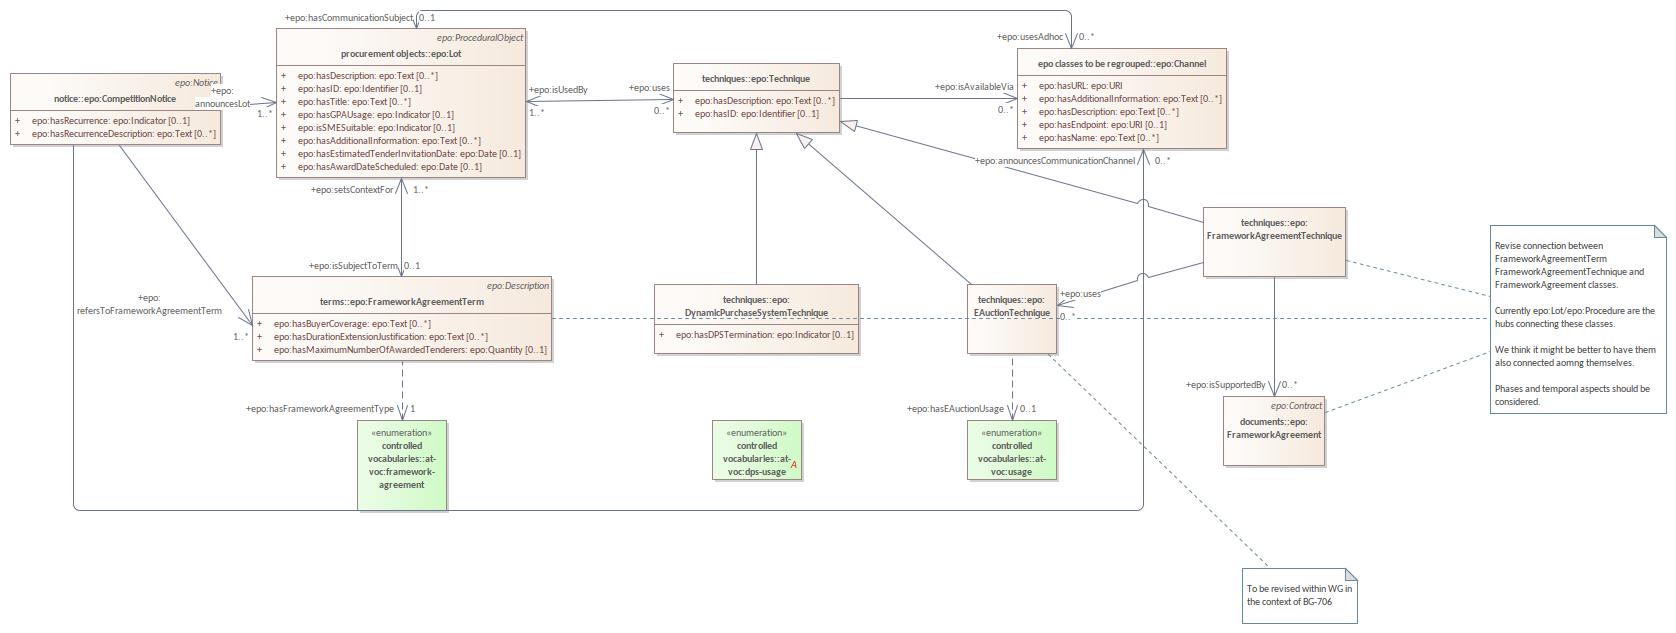 +epo:hasCommunicationSubject
0..1
+epo:usesAdhoc
0..*
epo:ProceduralObject
procurement objects::epo:Lot
+ epo:hasDescription: epo:Text [0..*]
+ epo:hasID: epo:Identifier [0..1]
+ epo:hasTitle: epo:Text [0..*]
+ epo:hasGPAUsage: epo:Indicator [0..1]
+ epo:isSMESuitable: epo:Indicator [0..1]
+ epo:hasAdditionalInformation: epo:Text [0..*]
+ epo:hasEstimatedTenderInvitationDate: epo:Date [0..1]
+ epo:hasAwardDateScheduled: epo:Date [0..1]
epo:Notice
notice::epo:CompetitionNotice
+ epo:hasRecurrence: epo:Indicator [0..1]
+ epo:hasRecurrenceDescription: epo:Text [0..*]
+epo:
announcesLot
1..*
+epo:isUsedBy
1..*
+epo:uses
0..*
techniques::epo:Technique
+ epo:hasDescription: epo:Text [0..*]
+ epo:hasID: epo:Identifier [0..1]
+epo:isAvailableVia
0..*
epo classes to be regrouped::epo:Channel
+ epo:hasURL: epo:URI
+ epo:hasAdditionalInformation: epo:Text [0..*]
+ epo:hasDescription: epo:Text [0..*]
+ epo:hasEndpoint: epo:URI [0..1]
+ epo:hasName: epo:Text [0..*]
+epo:announcesCommunicationChannel
0..*
+epo:setsContextFor
1..*
+epo:isSubjectToTerm
0..1
+epo:
refersToFrameworkAgreementTerm
1..*
epo:Description
terms::epo:FrameworkAgreementTerm
+ epo:hasBuyerCoverage: epo:Text [0..*]
+ epo:hasDurationExtensionJustification: epo:Text [0..*]
+ epo:hasMaximumNumberOfAwardedTenderers: epo:Quantity [0..1]
techniques::epo:
DynamicPurchaseSystemTechnique
+ epo:hasDPSTermination: epo:Indicator [0..1]
techniques::epo:
EAuctionTechnique
+epo:uses
0..*
techniques::epo:
FrameworkAgreementTechnique
Revise connection between
FrameworkAgreementTerm
FrameworkAgreementTechnique and
FrameworkAgreement classes.
Currently epo:Lot/epo:Procedure are the
hubs connecting these classes.
We think it might be better to have them
also connected aomng themselves.
Phases and temporal aspects should be
considered.
+epo:isSupportedBy
0..*
epo:Contract
documents::epo:
FrameworkAgreement
+epo:hasFrameworkAgreementType
1
«enumeration»
controlled
vocabularIes::at-
voc:framework-
agreement
«enumeration»
controlled
vocabularIes::at-
voc:dps-usage
A
+epo:hasEAuctionUsage
0..1
«enumeration»
controlled
vocabularIes::at-
voc:usage
To be revised within WG in
the context of BG-706